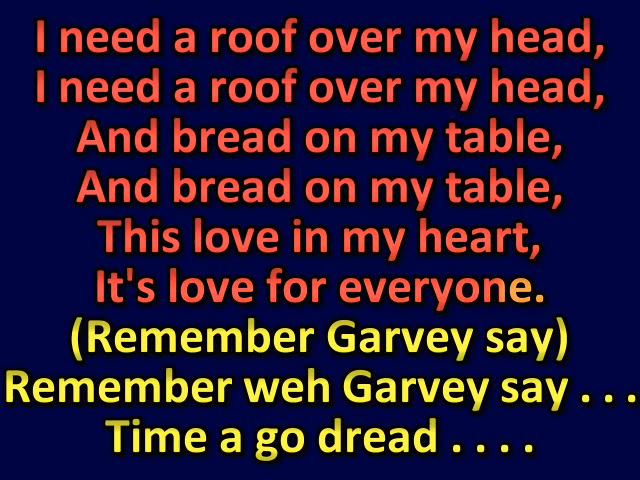 I need a roof over my head,
I need a roof over my head,
And bread on my table,
And bread on my table,
This love in my heart,
It's love for everyone.
(Remember Garvey say)
Remember weh Garvey say . . .
Time a go dread . . . .